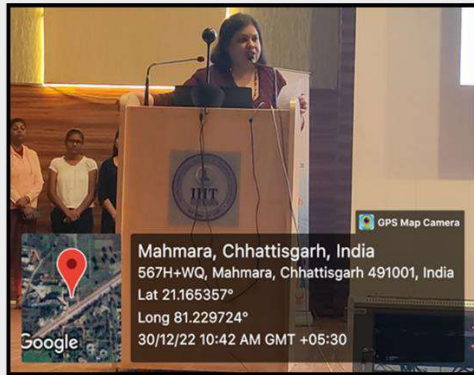 IIIT
GPS Map Camera
Mahmara, Chhattisgarh, India
567H+WQ, Mahmara, Chhattisgarh 491001, India
Lat 21.165357°
Long 81.229724°
30/12/22 10:42 AM GMT +05:30
Google